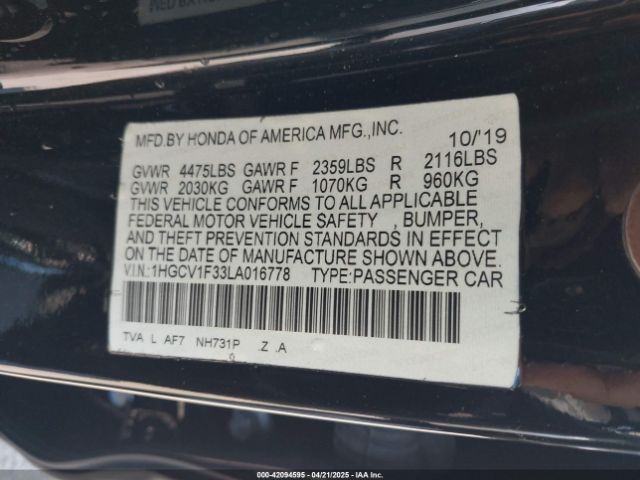 MFD.BY HONDA OF AMERICA MFG.,INC. 10/'19
GVWR 4475LBS GAWR F 2359LBS R 2116LBS
GVWR 2030KG GAWR F 1070KG R 960KG
THIS VEHICLE CONFORMS TO ALL APPLICABLE
FEDERAL MOTOR VEHICLE SAFETY , BUMPER,
AND THEFT PREVENTION STANDARDS IN EFFECT
ON THE DATE OF MANUFACTURE SHOWN ABOVE.
V.I.N.:1HGCV1F33LA016778 TYPE:PASSENGER CAR
TVA L AF7 NH731P .Z .A
000-42094595 - 04/21/2025 - IAA Inc.